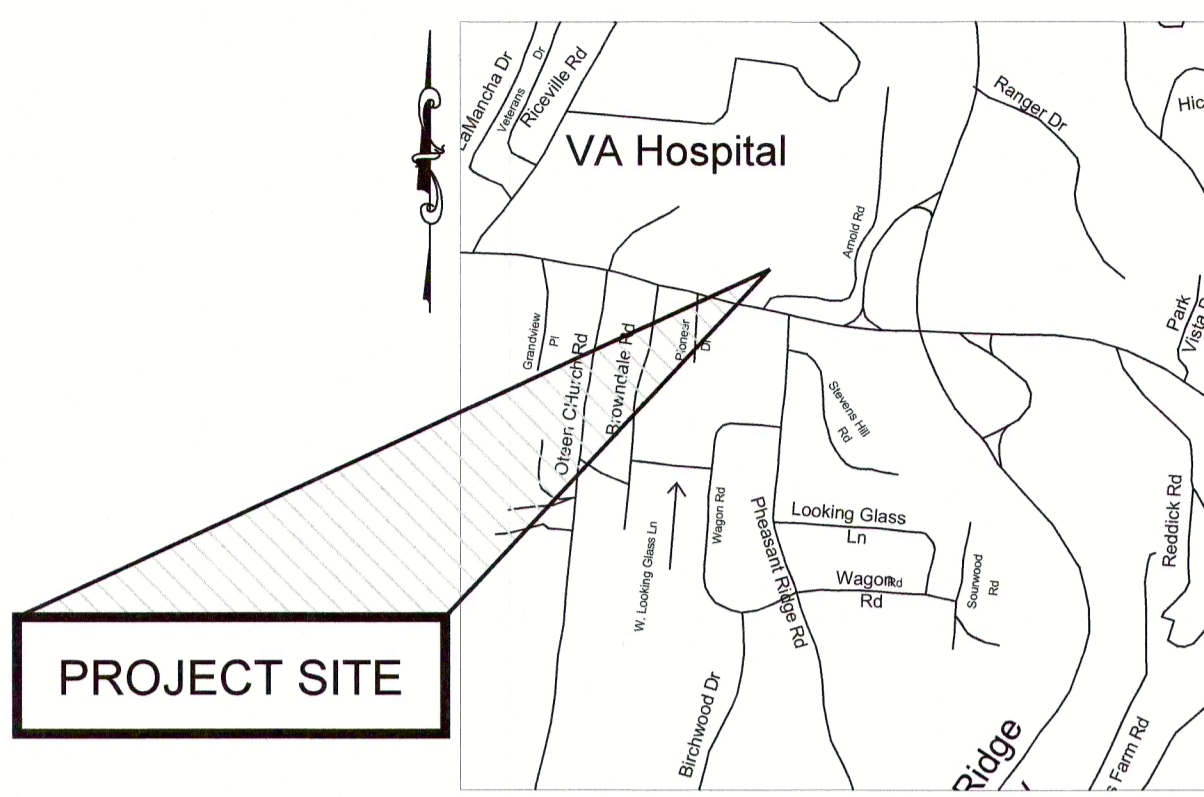 LaMancha Dr
Veterans
Dr
Riceville Rd
VA Hospital
Ranger Dr
Hic
Arnold Rd
Park
Vista D
Grandview
Pl
Oteen CHurch Rd
Browndale Rd
Pioneer
Dr
Stevens Hill
Rd
Wagon Rd
W. Looking Glass Ln
Pheasant Ridge Rd
Looking Glass
Ln
Wagon
Rd
Rd
Sourwood
Rd
Reddick Rd
PROJECT SITE
Birchwood Dr
Ridge
s Farm Rd